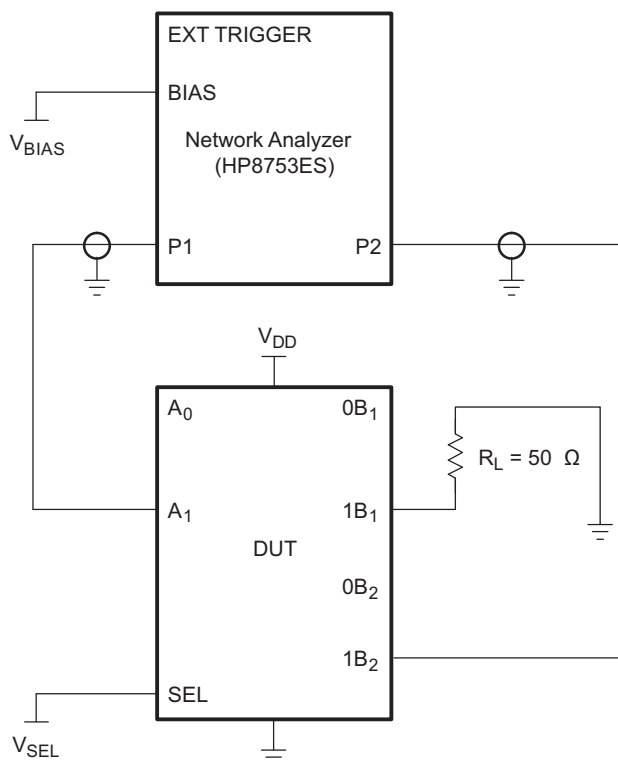 EXT TRIGGER
BIAS
V_BIAS
Network Analyzer
(HP8753ES)
P1
P2
V_DD
A_0
0B_1
R_L = 50 Ω
A_1
1B_1
DUT
0B_2
1B_2
SEL
V_SEL